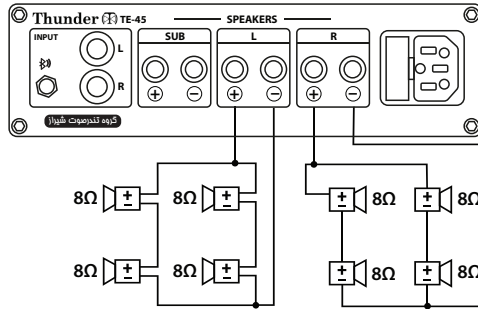 Thunder TE-45
SPEAKERS
INPUT
L
R
SUB
L
R
+ − + − + −
گروه تندرصوت شیراز
8Ω + − 8Ω + − + − 8Ω + − 8Ω
8Ω + − 8Ω + − + − 8Ω + − 8Ω